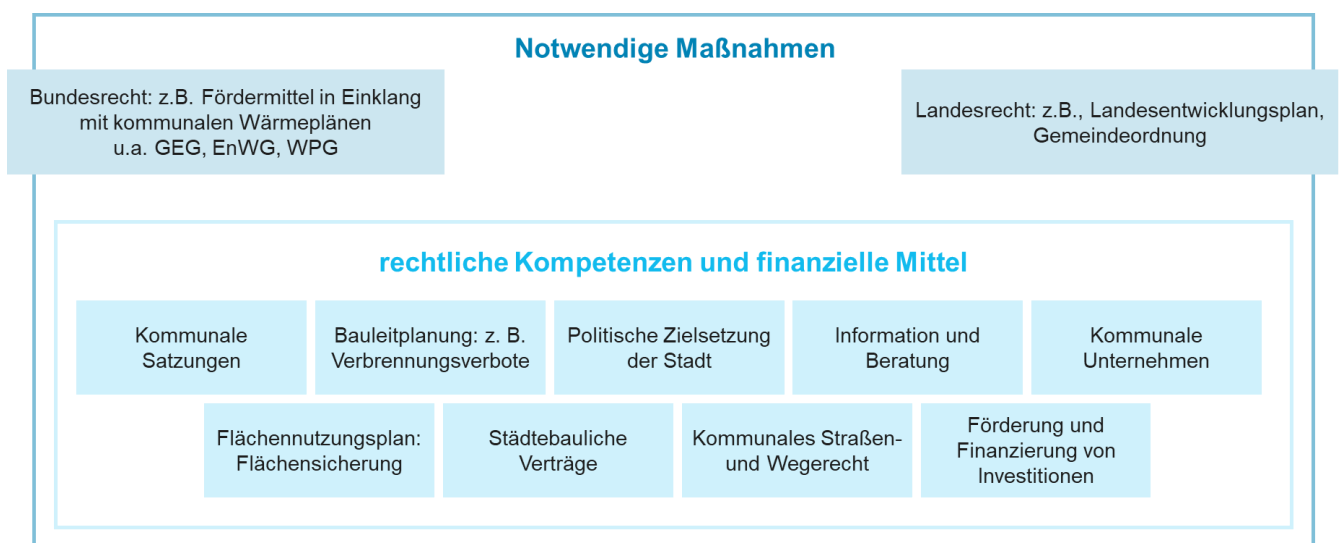 Notwendige Maßnahmen
Bundesrecht: z.B. Fördermittel in Einklang
mit kommunalen Wärmeplänen
u.a. GEG, EnWG, WPG
Landesrecht: z.B., Landesentwicklungsplan,
Gemeindeordnung
rechtliche Kompetenzen und finanzielle Mittel
Kommunale
Satzungen
Bauleitplanung: z. B.
Verbrennungsverbote
Politische Zielsetzung
der Stadt
Information und
Beratung
Kommunale
Unternehmen
Flächennutzungsplan:
Flächensicherung
Städtebauliche
Verträge
Kommunales Straßen-
und Wegerecht
Förderung und
Finanzierung von
Investitionen